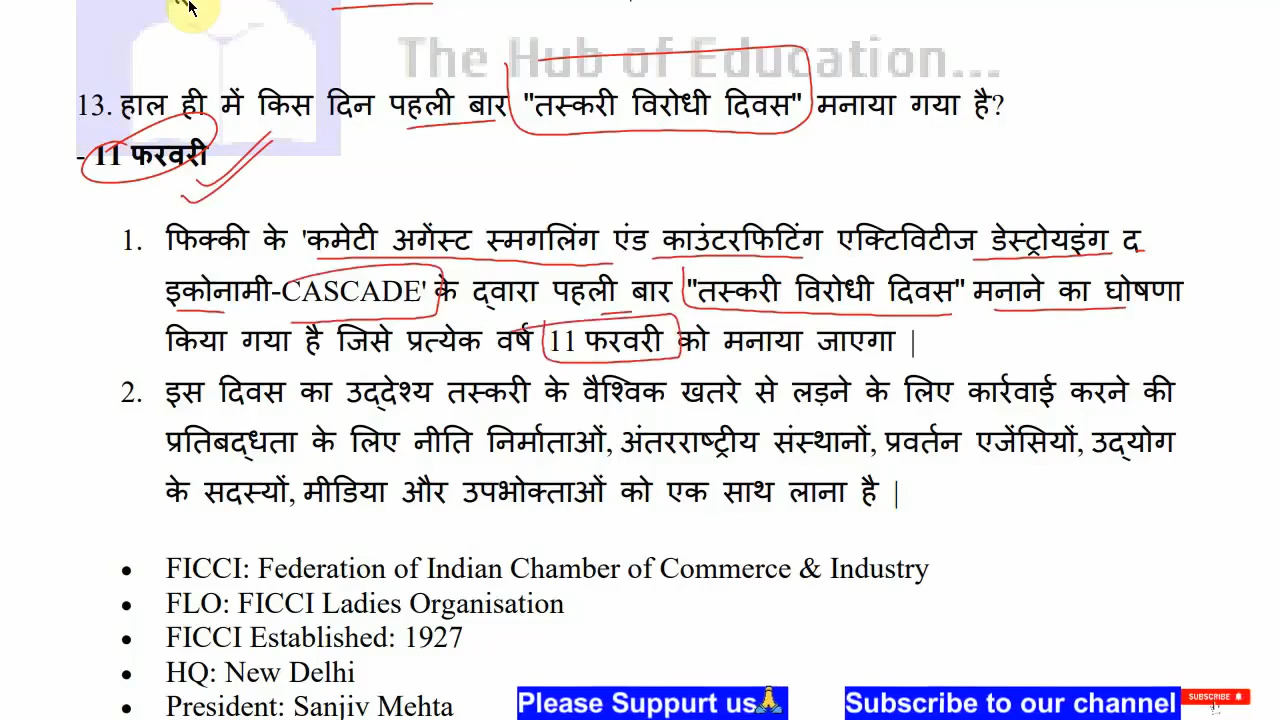 The Hub of Education...
13. हाल ही में किस दिन पहली बार "तस्करी विरोधी दिवस" मनाया गया है?
- 11 फरवरी
1. फिक्की के 'कमेटी अगेंस्ट स्मगलिंग एंड काउंटरफिटिंग एक्टिविटीज डेस्ट्रोयइंग द
इकोनामी-CASCADE' के द्वारा पहली बार "तस्करी विरोधी दिवस" मनाने का घोषणा
किया गया है जिसे प्रत्येक वर्ष 11 फरवरी को मनाया जाएगा |
2. इस दिवस का उद्देश्य तस्करी के वैश्विक खतरे से लड़ने के लिए कार्रवाई करने की
प्रतिबद्धता के लिए नीति निर्माताओं, अंतरराष्ट्रीय संस्थानों, प्रवर्तन एजेंसियों, उद्योग
के सदस्यों, मीडिया और उपभोक्ताओं को एक साथ लाना है |
• FICCI: Federation of Indian Chamber of Commerce & Industry
• FLO: FICCI Ladies Organisation
• FICCI Established: 1927
• HQ: New Delhi
• President: Sanjiv Mehta
Please Suppurt us🙏
Subscribe to our channel
SUBSCRIBE